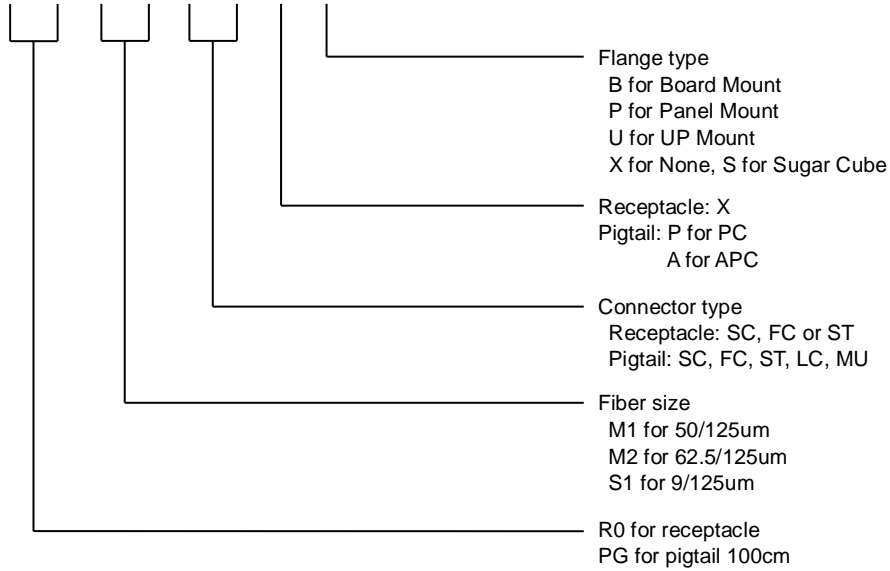 Flange type
B for Board Mount
P for Panel Mount
U for UP Mount
X for None, S for Sugar Cube
Receptacle: X
Pigtail: P for PC
A for APC
Connector type
Receptacle: SC, FC or ST
Pigtail: SC, FC, ST, LC, MU
Fiber size
M1 for 50/125um
M2 for 62.5/125um
S1 for 9/125um
R0 for receptacle
PG for pigtail 100cm